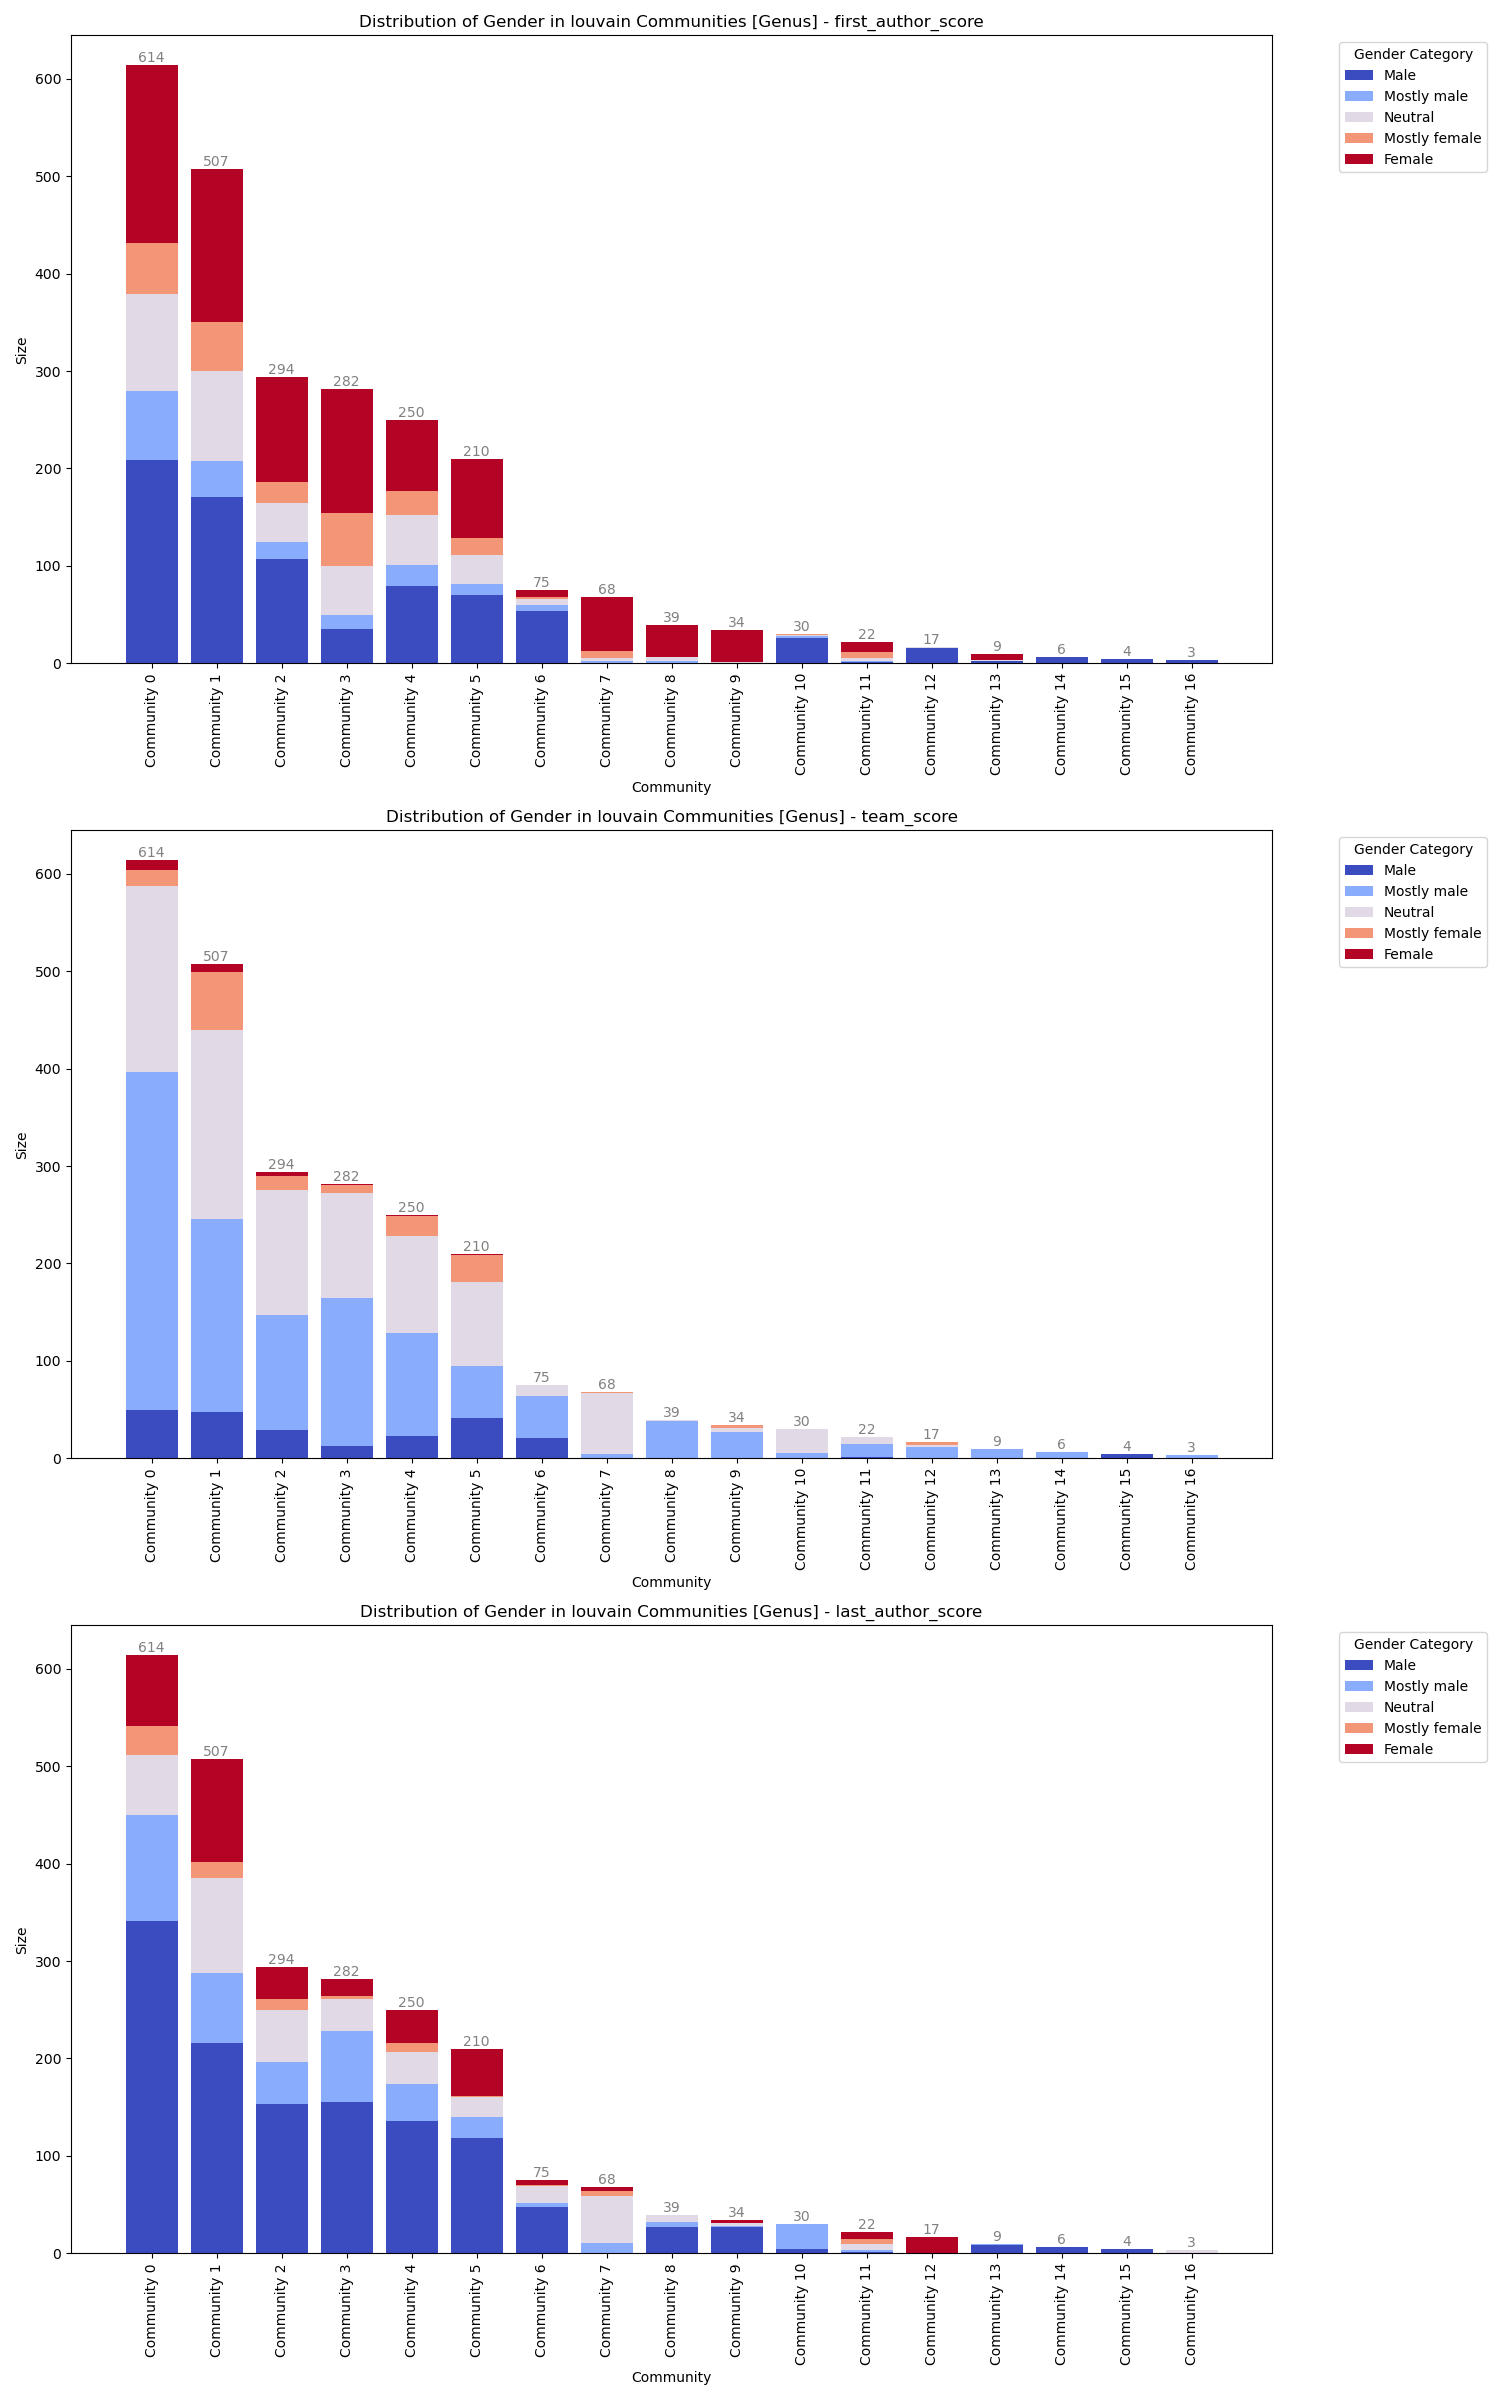 Distribution of Gender in louvain Communities [Genus] - first_author_score
Gender Category
Male
Mostly male
Neutral
Mostly female
Female
Size
600
500
400
300
200
100
0
614
507
294
282
250
210
75
68
39
34
30
22
17
9
6
4
3
Community 0
Community 1
Community 2
Community 3
Community 4
Community 5
Community 6
Community 7
Community 8
Community 9
Community 10
Community 11
Community 12
Community 13
Community 14
Community 15
Community 16
Community
Distribution of Gender in louvain Communities [Genus] - team_score
Gender Category
Male
Mostly male
Neutral
Mostly female
Female
Size
600
500
400
300
200
100
0
614
507
294
282
250
210
75
68
39
34
30
22
17
9
6
4
3
Community 0
Community 1
Community 2
Community 3
Community 4
Community 5
Community 6
Community 7
Community 8
Community 9
Community 10
Community 11
Community 12
Community 13
Community 14
Community 15
Community 16
Community
Distribution of Gender in louvain Communities [Genus] - last_author_score
Gender Category
Male
Mostly male
Neutral
Mostly female
Female
Size
600
500
400
300
200
100
0
614
507
294
282
250
210
75
68
39
34
30
22
17
9
6
4
3
Community 0
Community 1
Community 2
Community 3
Community 4
Community 5
Community 6
Community 7
Community 8
Community 9
Community 10
Community 11
Community 12
Community 13
Community 14
Community 15
Community 16
Community